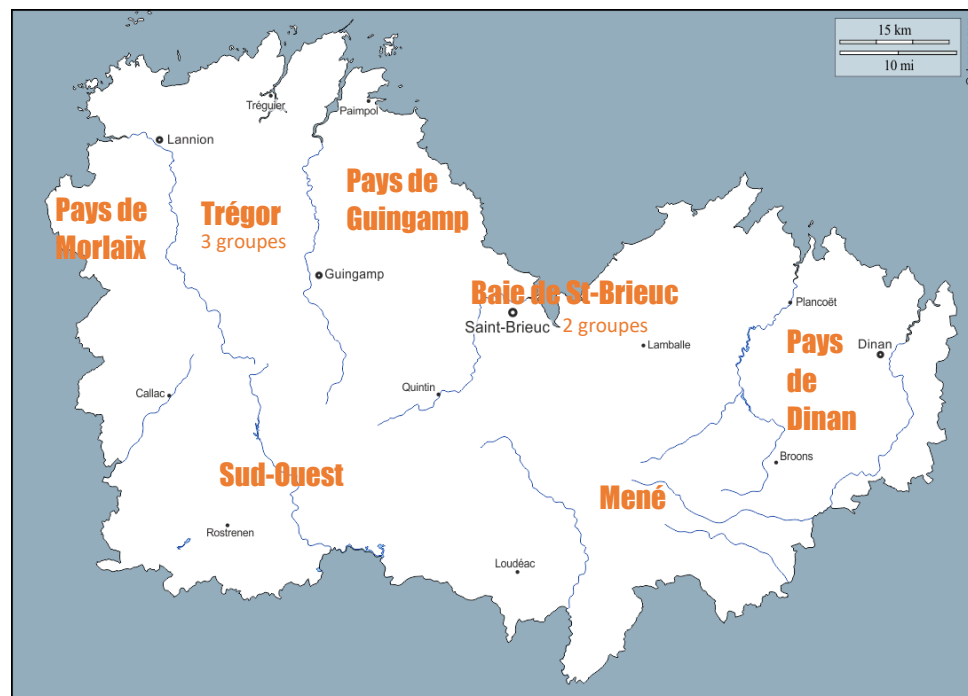 15 km
10 mi
Tréguier
Paimpol
Lannion
Pays de
Morlaix
Trégor
3 groupes
Pays de
Guingamp
Guingamp
Baie de St-Brieuc
Saint-Brieuc
2 groupes
Plancoët
Lamballe
Dinan
Pays
de
Dinan
Callac
Quintin
Broons
Sud-Ouest
Mené
Rostrenen
Loudéac